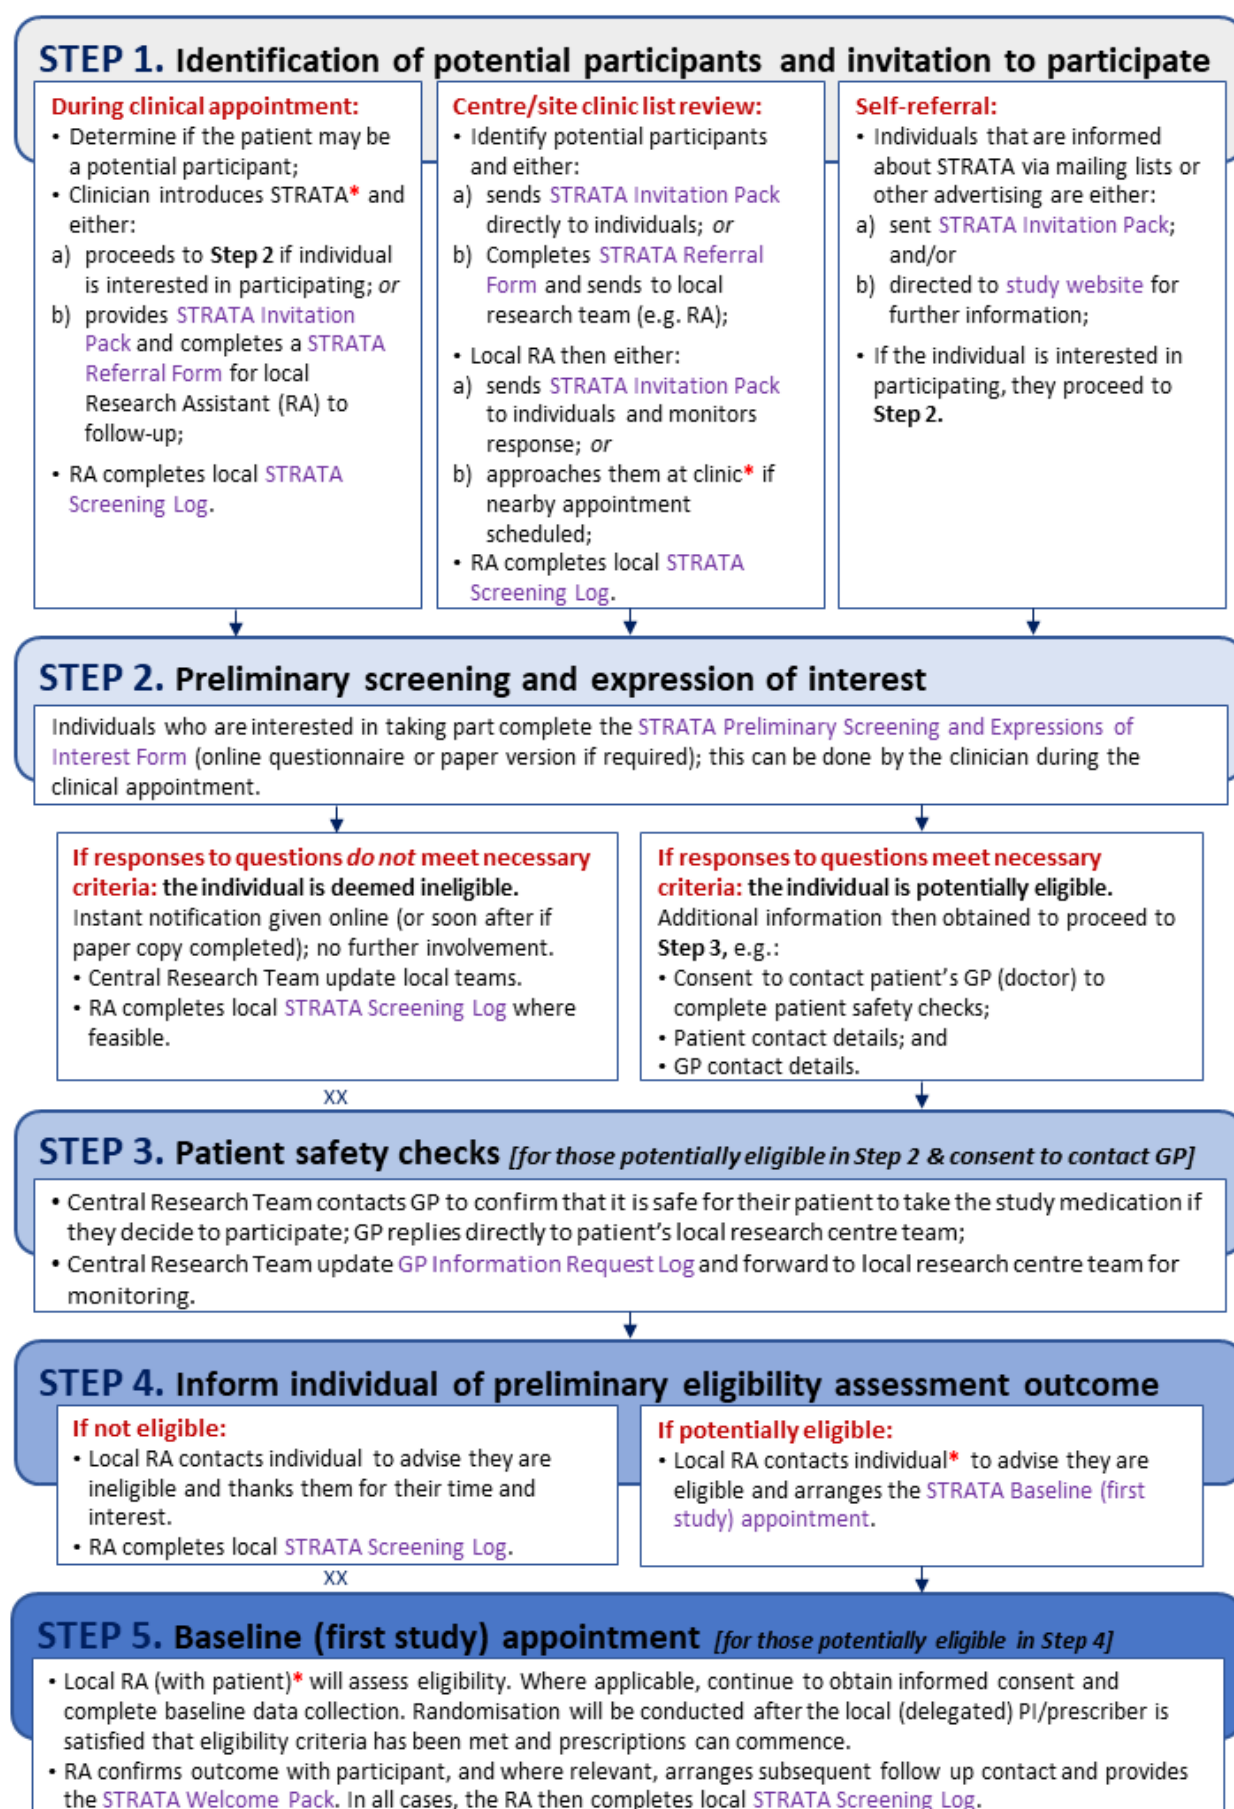 STEP 1. Identification of potential participants and invitation to participate
During clinical appointment:
• Determine if the patient may be
a potential participant;
• Clinician introduces STRATA* and
either:
a) proceeds to Step 2 if individual
is interested in participating; or
b) provides STRATA Invitation
Pack and completes a STRATA
Referral Form for local
Research Assistant (RA) to
follow-up;
• RA completes local STRATA
Screening Log.
Centre/site clinic list review:
• Identify potential participants
and either:
a) sends STRATA Invitation Pack
directly to individuals; or
b) Completes STRATA Referral
Form and sends to local
research team (e.g. RA);
• Local RA then either:
a) sends STRATA Invitation Pack
to individuals and monitors
response; or
b) approaches them at clinic* if
nearby appointment
scheduled;
• RA completes local STRATA
Screening Log.
Self-referral:
• Individuals that are informed
about STRATA via mailing lists or
other advertising are either:
a) sent STRATA Invitation Pack;
and/or
b) directed to study website for
further information;
• If the individual is interested in
participating, they proceed to
Step 2.
STEP 2. Preliminary screening and expression of interest
Individuals who are interested in taking part complete the STRATA Preliminary Screening and Expressions of
Interest Form (online questionnaire or paper version if required); this can be done by the clinician during the
clinical appointment.
If responses to questions do not meet necessary
criteria: the individual is deemed ineligible.
Instant notification given online (or soon after if
paper copy completed); no further involvement.
• Central Research Team update local teams.
• RA completes local STRATA Screening Log where
feasible.
XX
If responses to questions meet necessary
criteria: the individual is potentially eligible.
Additional information then obtained to proceed to
Step 3, e.g.:
• Consent to contact patient's GP (doctor) to
complete patient safety checks;
• Patient contact details; and
• GP contact details.
STEP 3. Patient safety checks [for those potentially eligible in Step 2 & consent to contact GP]
• Central Research Team contacts GP to confirm that it is safe for their patient to take the study medication if
they decide to participate; GP replies directly to patient's local research centre team;
• Central Research Team update GP Information Request Log and forward to local research centre team for
monitoring.
STEP 4. Inform individual of preliminary eligibility assessment outcome
If not eligible:
• Local RA contacts individual to advise they are
ineligible and thanks them for their time and
interest.
• RA completes local STRATA Screening Log.
XX
If potentially eligible:
• Local RA contacts individual* to advise they are
eligible and arranges the STRATA Baseline (first
study) appointment.
STEP 5. Baseline (first study) appointment [for those potentially eligible in Step 4]
• Local RA (with patient)* will assess eligibility. Where applicable, continue to obtain informed consent and
complete baseline data collection. Randomisation will be conducted after the local (delegated) PI/prescriber is
satisfied that eligibility criteria has been met and prescriptions can commence.
• RA confirms outcome with participant, and where relevant, arranges subsequent follow up contact and provides
the STRATA Welcome Pack. In all cases, the RA then completes local STRATA Screening Log.